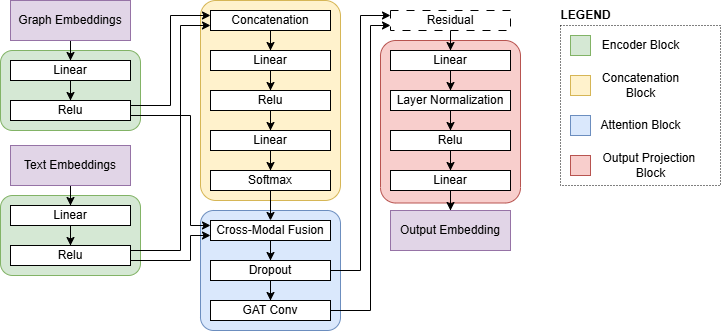 Graph Embeddings
Linear
Relu
Text Embeddings
Linear
Relu
Concatenation
Linear
Relu
Linear
Softmax
Cross-Modal Fusion
Dropout
GAT Conv
Residual
Linear
Layer Normalization
Relu
Linear
Output Embedding
LEGEND
Encoder Block
Concatenation
Block
Attention Block
Output Projection
Block